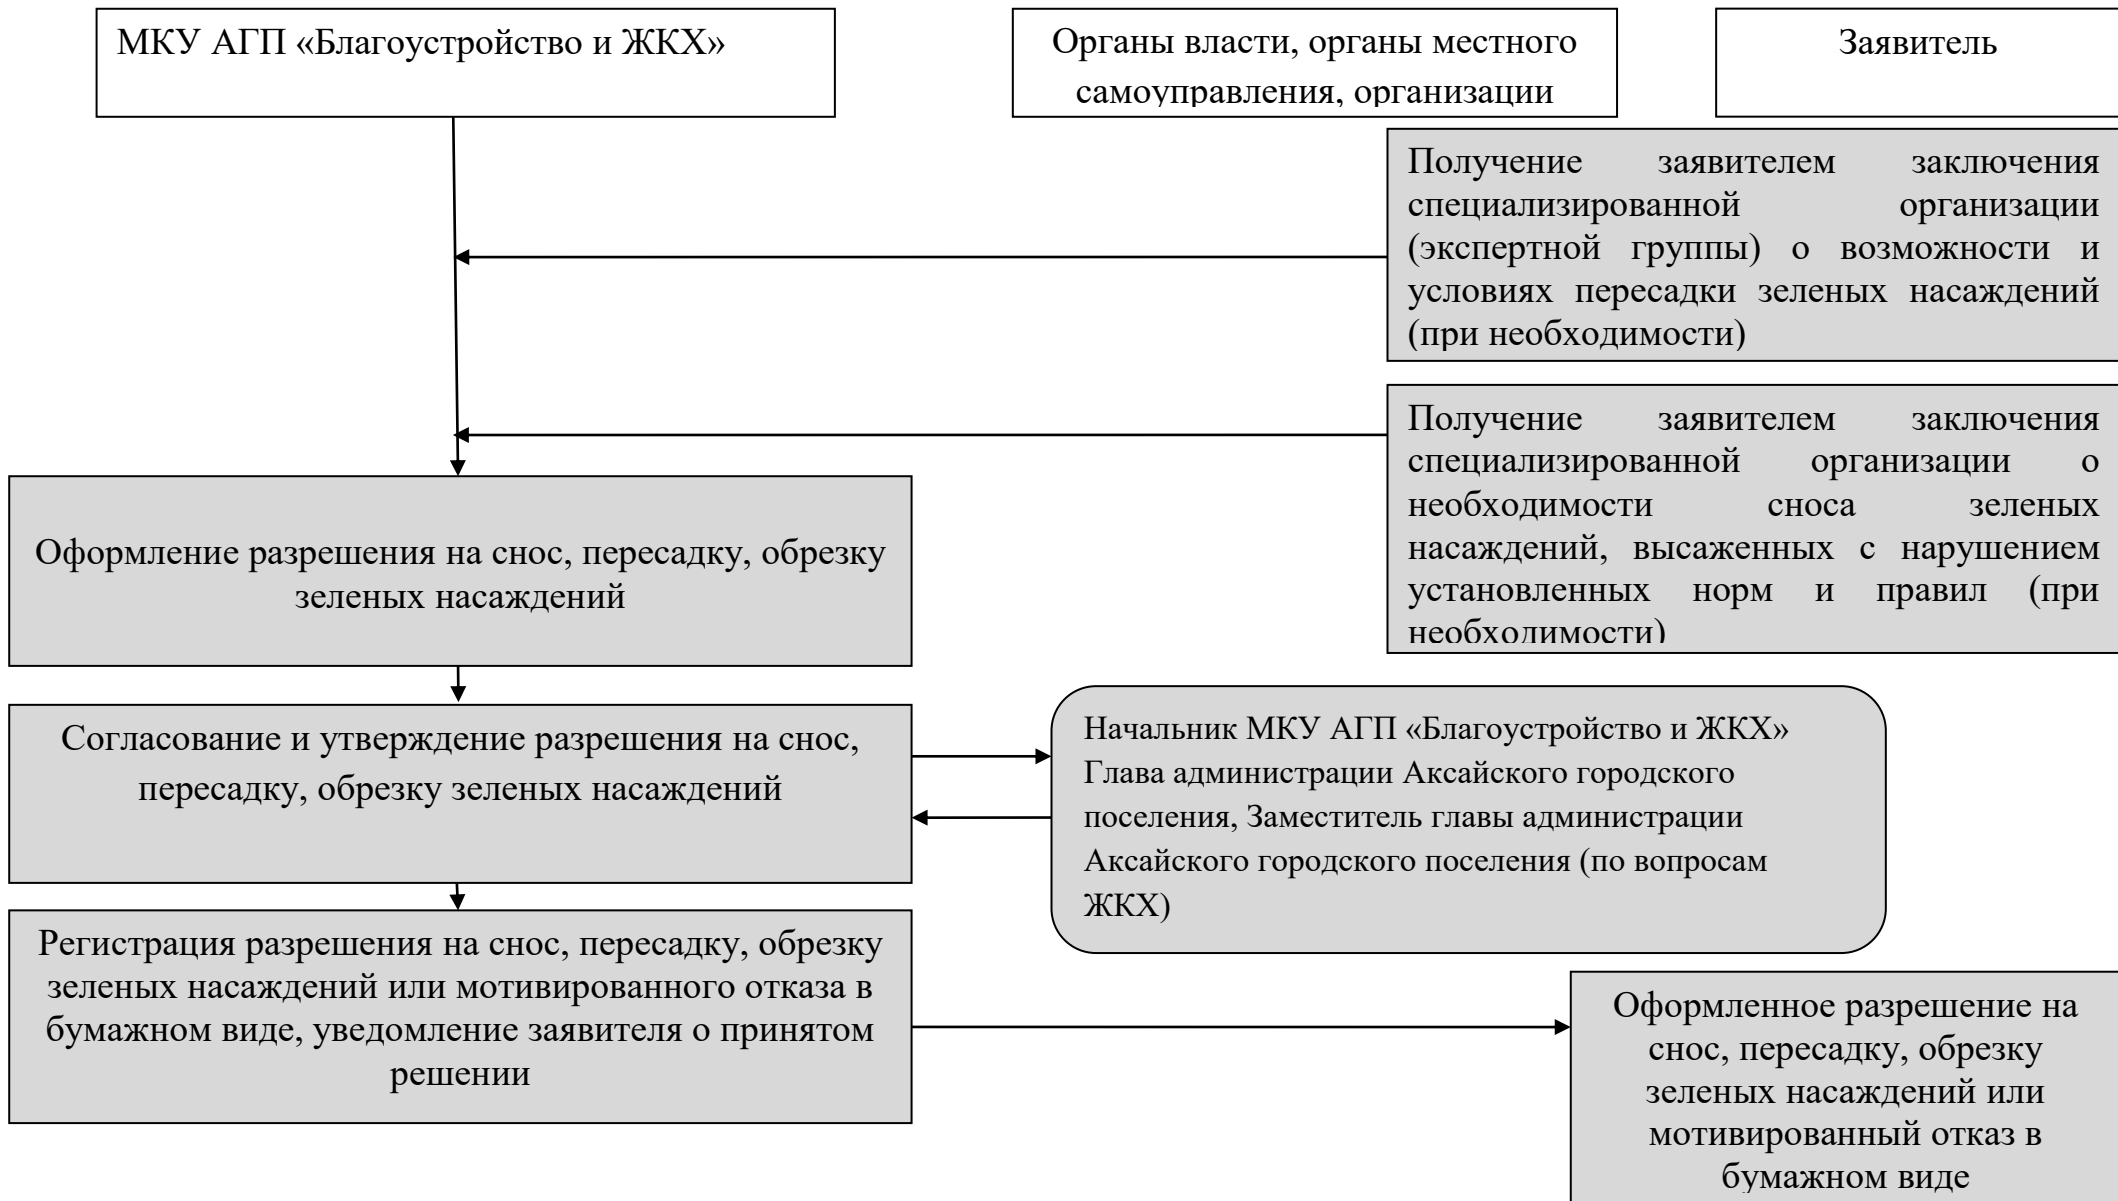 МКУ АГП «Благоустройство и ЖКХ»
Органы власти, органы местного
самоуправления, организации
Заявитель
Получение заявителем заключения
специализированной организации
(экспертной группы) о возможности и
условиях пересадки зеленых насаждений
(при необходимости)
Получение заявителем заключения
специализированной организации о
необходимости сноса зеленых
насаждений, высаженных с нарушением
установленных норм и правил (при
необходимости)
Оформление разрешения на снос, пересадку, обрезку
зеленых насаждений
Согласование и утверждение разрешения на снос,
пересадку, обрезку зеленых насаждений
Начальник МКУ АГП «Благоустройство и ЖКХ»
Глава администрации Аксайского городского
поселения, Заместитель главы администрации
Аксайского городского поселения (по вопросам
ЖКХ)
Регистрация разрешения на снос, пересадку, обрезку
зеленых насаждений или мотивированного отказа в
бумажном виде, уведомление заявителя о принятом
решении
Оформленное разрешение на
снос, пересадку, обрезку
зеленых насаждений или
мотивированный отказ в
бумажном виде